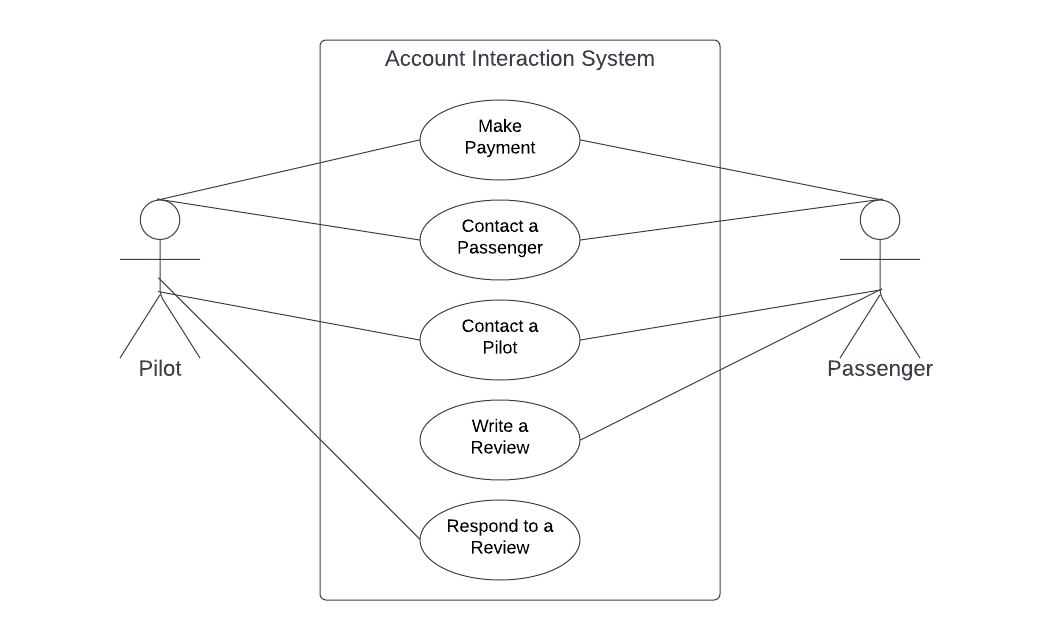 Account Interaction System
Make
Payment
Contact a
Passenger
Contact a
Pilot
Pilot
Passenger
Write a
Review
Respond to a
Review